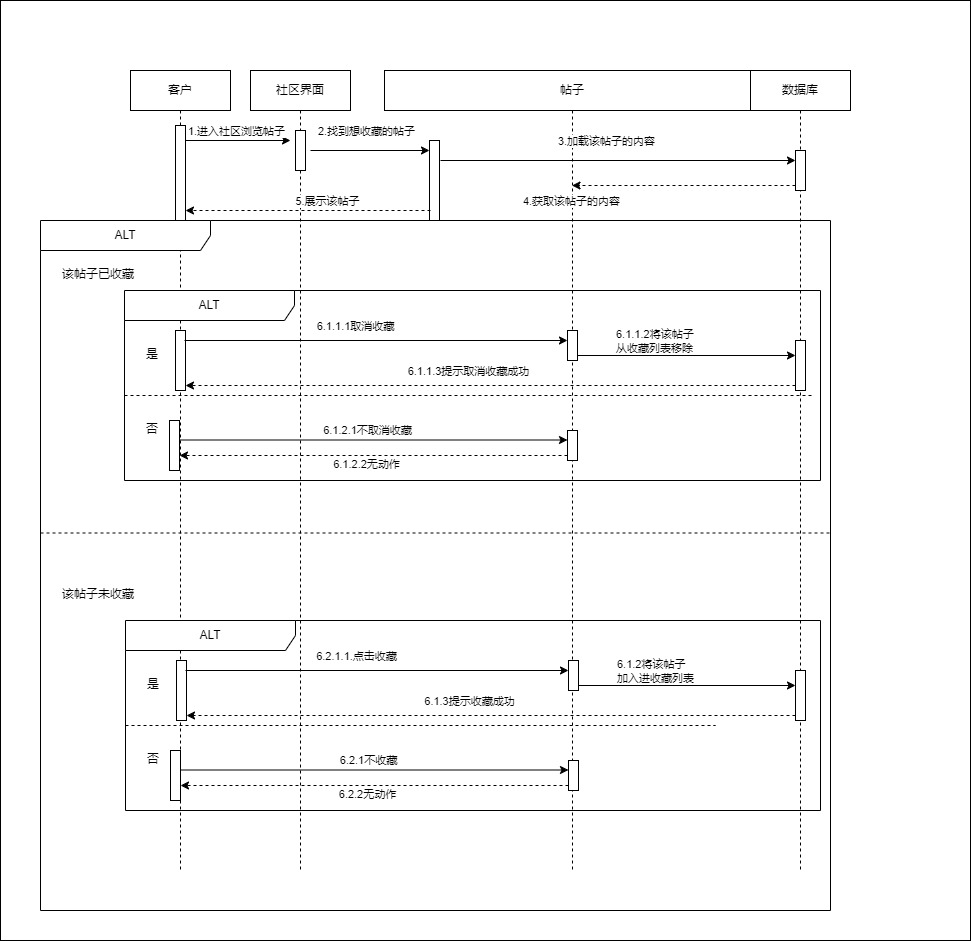 客户
社区界面
帖子
数据库
1.进入社区浏览帖子
2.找到想收藏的帖子
3.加载该帖子的内容
5.展示该帖子
4.获取该帖子的内容
ALT
该帖子已收藏
ALT
6.1.1.1取消收藏
6.1.1.2将该帖子
从收藏列表移除
是
6.1.1.3提示取消收藏成功
否
6.1.2.1不取消收藏
6.1.2.2无动作
该帖子未收藏
ALT
6.2.1.1.点击收藏
6.1.2将该帖子
加入进收藏列表
是
6.1.3提示收藏成功
否
6.2.1不收藏
6.2.2无动作